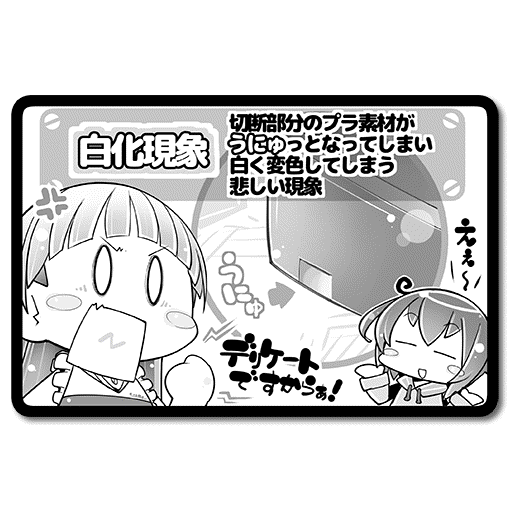 白化現象
切断部分のプラ素材が
うにゅっとなってしまい
白く変色してしまう
悲しい現象
うにゅ
ええ～
デリケート
ですからぁ!